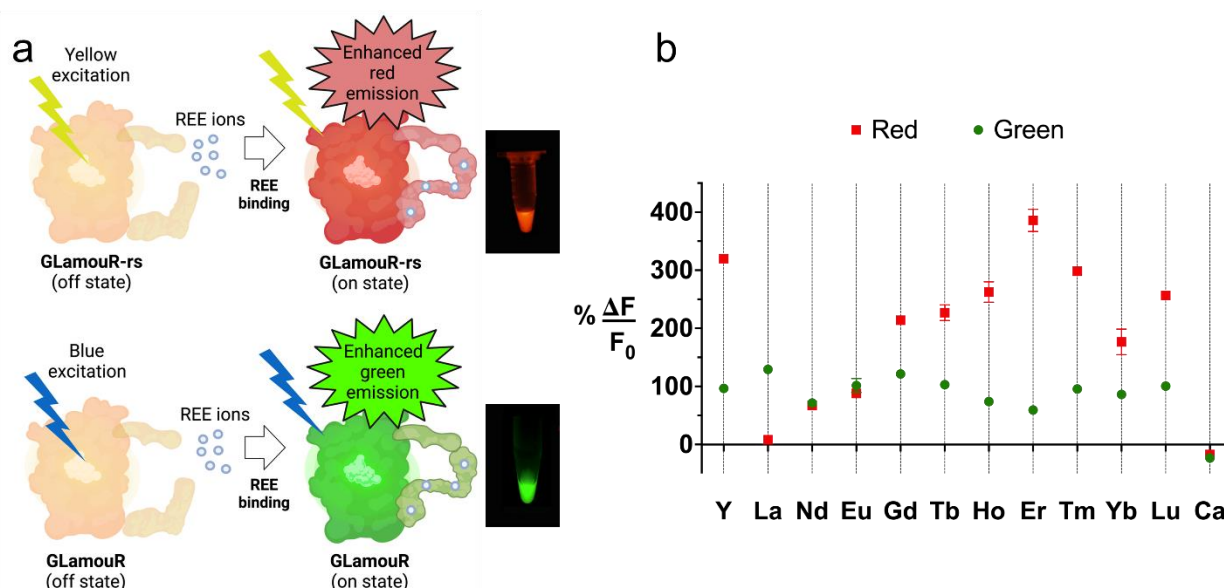 a
Yellow
excitation
REE ions
REE
binding
Enhanced
red
emission
GLamouR-rs
(off state)
GLamouR-rs
(on state)
Blue
excitation
REE ions
REE
binding
Enhanced
green
emission
GLamouR
(off state)
GLamouR
(on state)
b
Red Green
% ΔF
F₀
400
300
200
100
0
Y La Nd Eu Gd Tb Ho Er Tm Yb Lu Ca